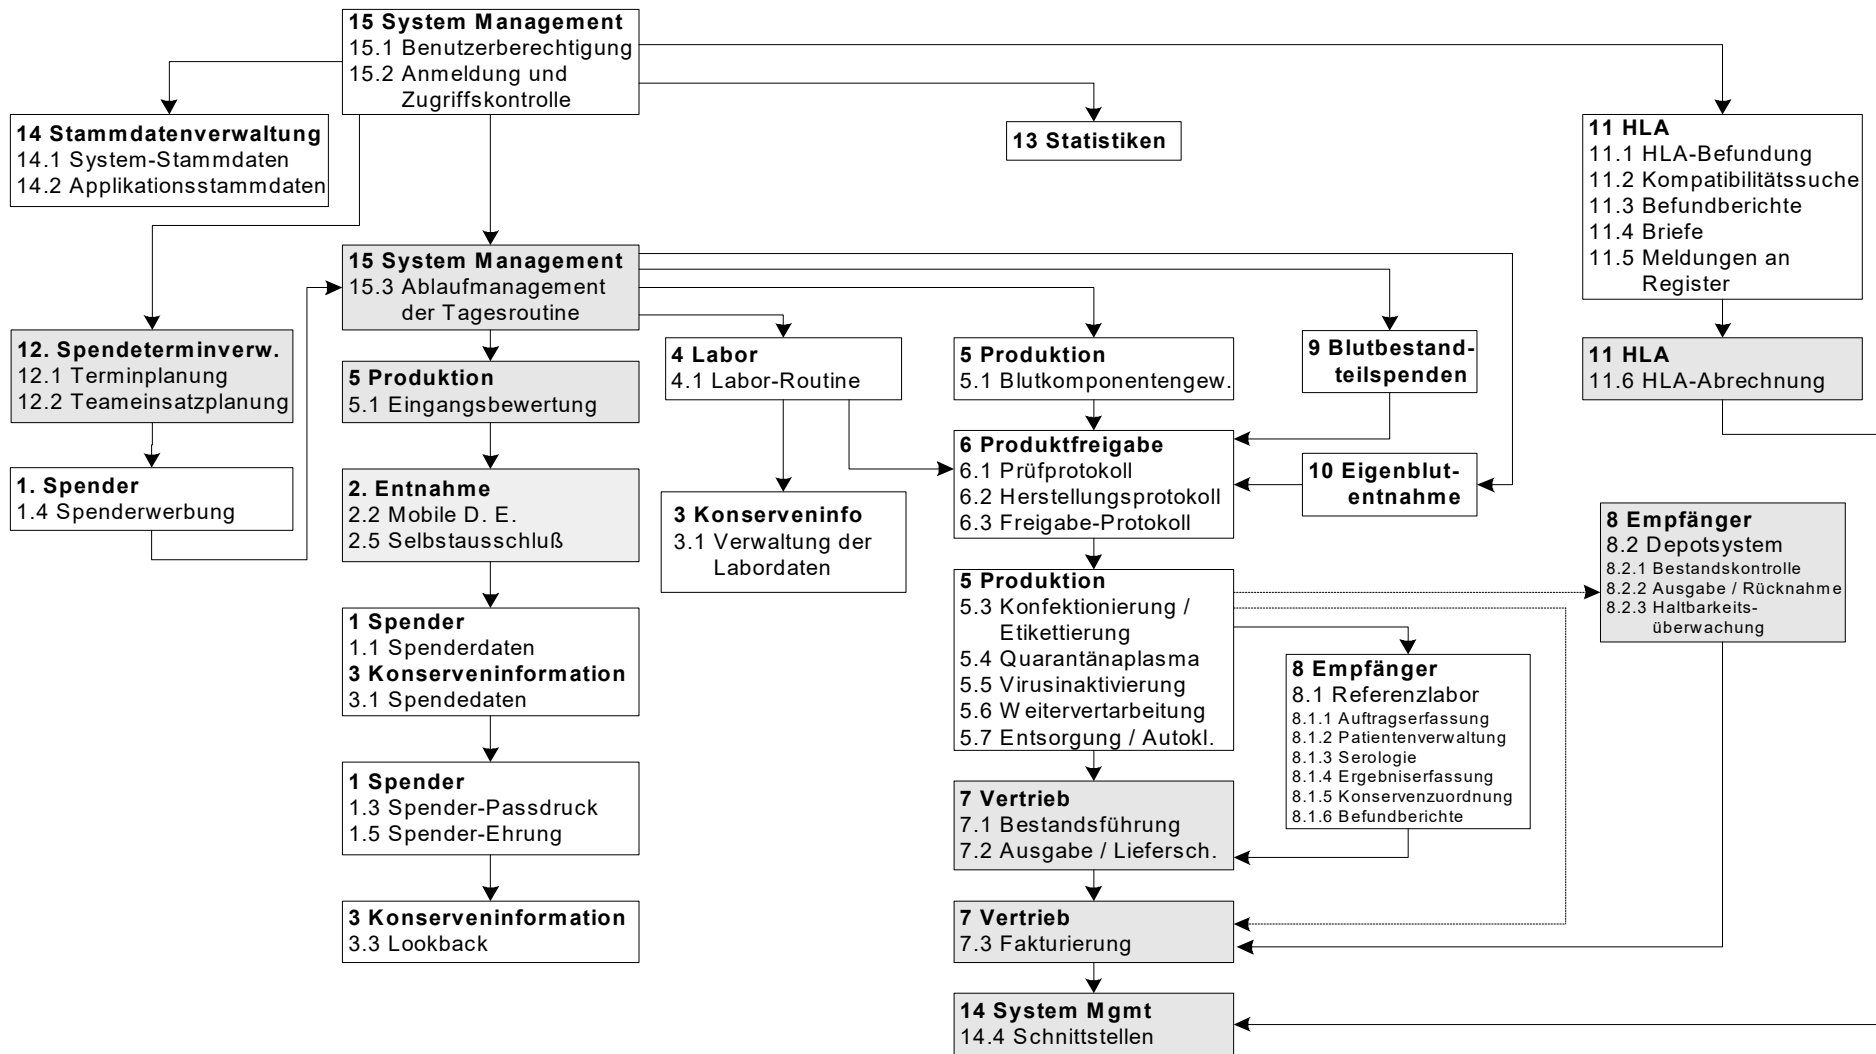 15 System Management
15.1 Benutzerberechtigung
15.2 Anmeldung und
Zugriffskontrolle
14 Stammdatenverwaltung
14.1 System-Stammdaten
14.2 Applikationsstammdaten
13 Statistiken
11 HLA
11.1 HLA-Befundung
11.2 Kompatibilitätssuche
11.3 Befundberichte
11.4 Briefe
11.5 Meldungen an
Register
15 System Management
15.3 Ablaufmanagement
der Tagesroutine
12. Spendeterminverw.
12.1 Terminplanung
12.2 Teameinsatzplanung
5 Produktion
5.1 Eingangsbewertung
4 Labor
4.1 Labor-Routine
5 Produktion
5.1 Blutkomponentengew.
9 Blutbestand-
teilspenden
11 HLA
11.6 HLA-Abrechnung
1. Spender
1.4 Spenderwerbung
2. Entnahme
2.2 Mobile D. E.
2.5 Selbstausschluß
3 Konserveninfo
3.1 Verwaltung der
Labordaten
6 Produktfreigabe
6.1 Prüfprotokoll
6.2 Herstellungsprotokoll
6.3 Freigabe-Protokoll
10 Eigenblut-
entnahme
8 Empfänger
8.2 Depotsystem
8.2.1 Bestandskontrolle
8.2.2 Ausgabe / Rücknahme
8.2.3 Haltbarkeits-
überwachung
1 Spender
1.1 Spenderdaten
3 Konserveninformation
3.1 Spendedaten
5 Produktion
5.3 Konfektionierung /
Etikettierung
5.4 Quarantänaplasma
5.5 Virusinaktivierung
5.6 Weitervertarbeitung
5.7 Entsorgung / Autokl.
8 Empfänger
8.1 Referenzlabor
8.1.1 Auftragserfassung
8.1.2 Patientenverwaltung
8.1.3 Serologie
8.1.4 Ergebniserfassung
8.1.5 Konservenzuordnung
8.1.6 Befundberichte
1 Spender
1.3 Spender-Passdruck
1.5 Spender-Ehrung
7 Vertrieb
7.1 Bestandsführung
7.2 Ausgabe / Liefersch.
3 Konserveninformation
3.3 Lookback
7 Vertrieb
7.3 Fakturierung
14 System Mgmt
14.4 Schnittstellen